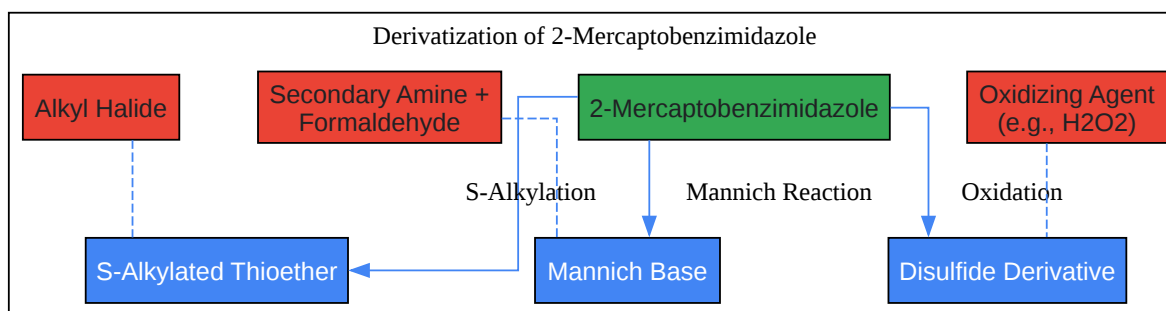 Derivatization of 2-Mercaptobenzimidazole
Alkyl Halide
Secondary Amine +
Formaldehyde
2-Mercaptobenzimidazole
Oxidizing Agent
(e.g., H2O2)
S-Alkylation
Mannich Reaction
Oxidation
S-Alkylated Thioether
Mannich Base
Disulfide Derivative